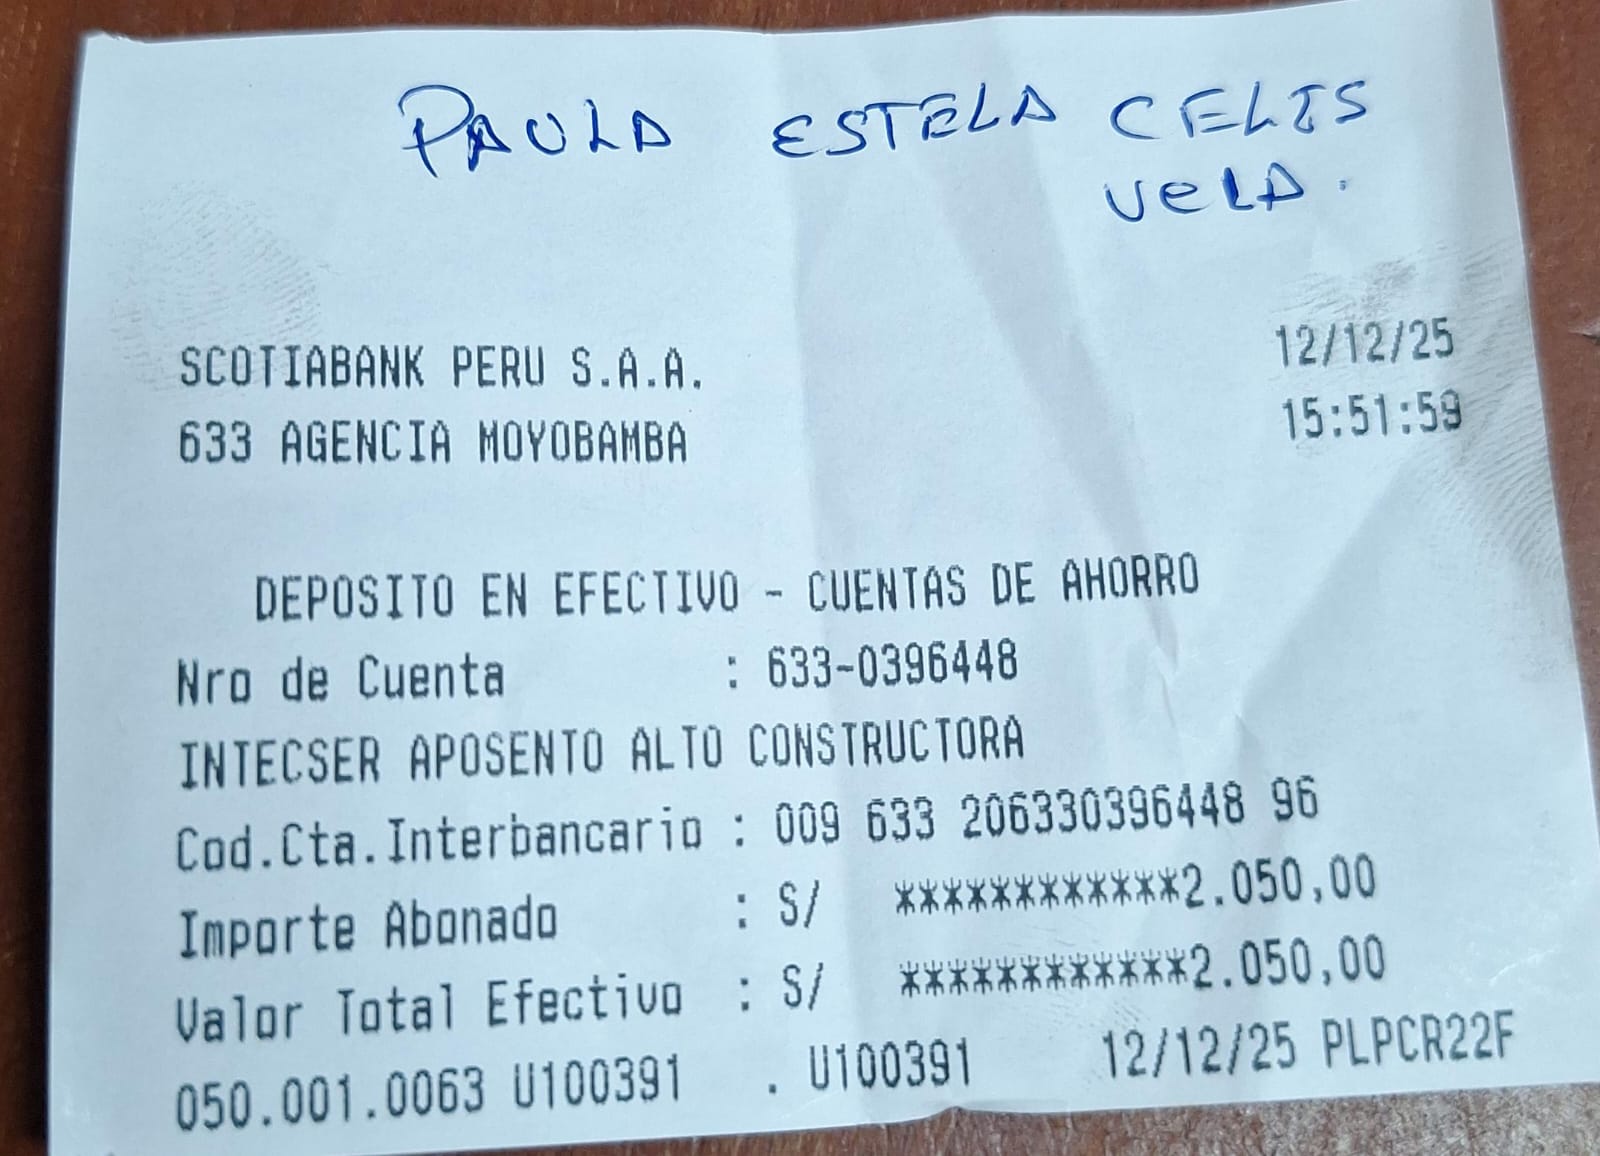 PAULA ESTELA CELIS
VELA.
SCOTIABANK PERU S.A.A. 12/12/25
633 AGENCIA MOYOBAMBA 15:51:59
DEPOSITO EN EFECTIVO - CUENTAS DE AHORRO
Nro de Cuenta : 633-0396448
INTECSER APOSENTO ALTO CONSTRUCTORA
Cod.Cta.Interbancario : 009 633 206330396448 96
Importe Abonado : S/ ************2.050,00
Valor Total Efectivo : S/ ************2.050,00
050.001.0063 U100391 . U100391 12/12/25 PLPCR22F